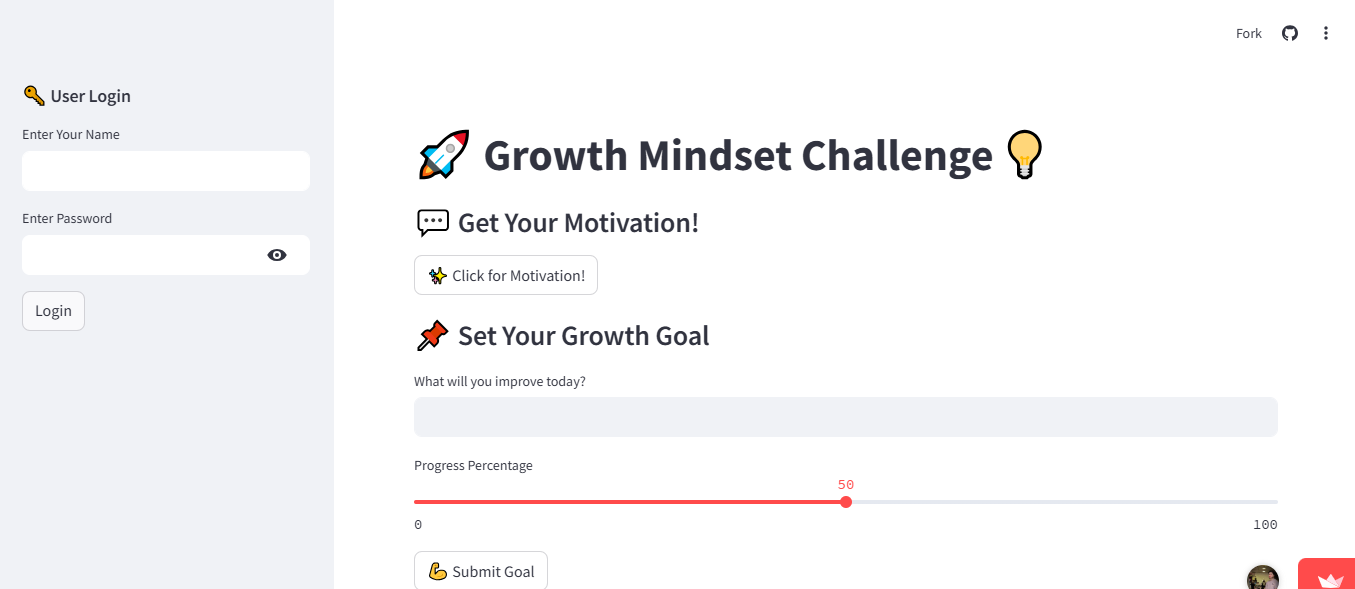 Fork
🔑 User Login
Enter Your Name
Enter Password
Login
🚀 Growth Mindset Challenge 💡
💬 Get Your Motivation!
✨ Click for Motivation!
📌 Set Your Growth Goal
What will you improve today?
Progress Percentage
50
0 100
💪 Submit Goal